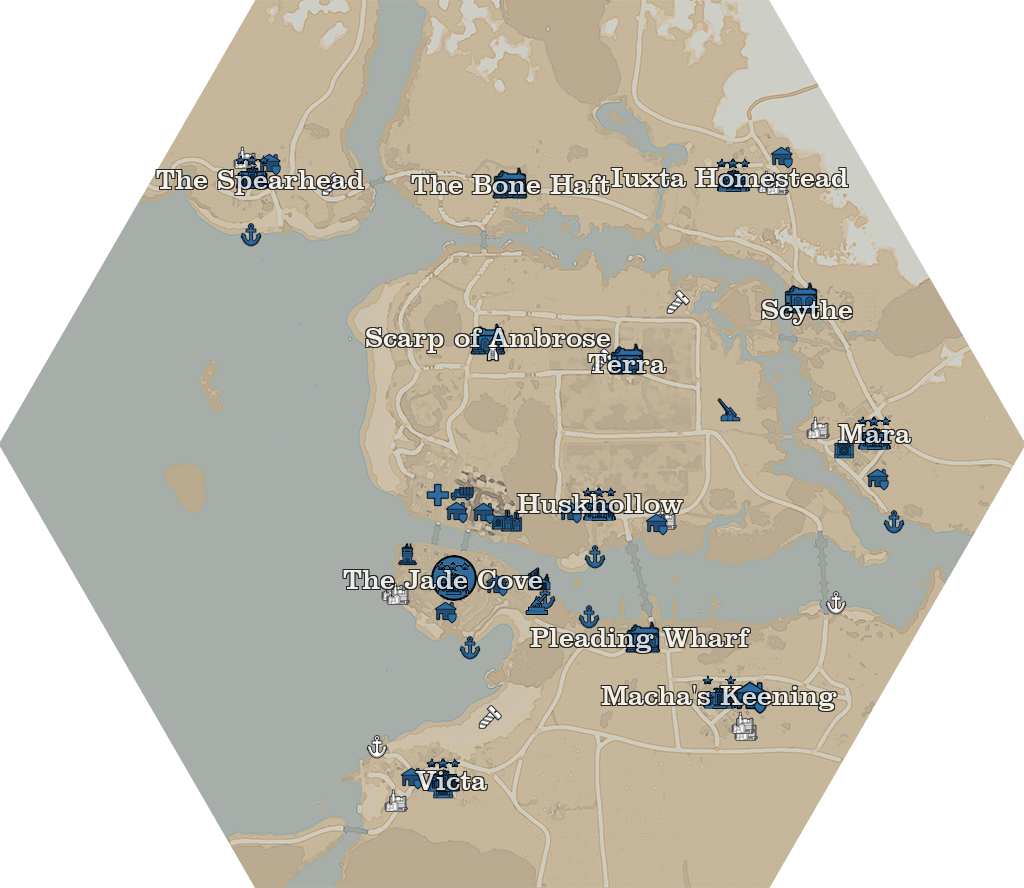 The Spearhead
The Bone Haft
Iuxta Homestead
Scythe
Scarp of Ambrose
Terra
Mara
Huskhollow
The Jade Cove
Pleading Wharf
Macha's Keening
Victa